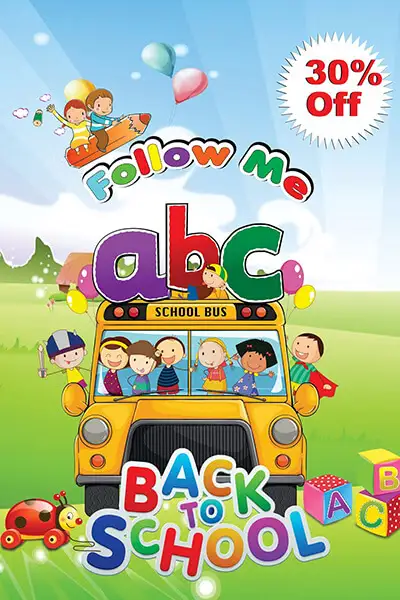 30%
Off
Follow Me
abc
SCHOOL BUS
BACK
TO
SCHOOL
B
A
C